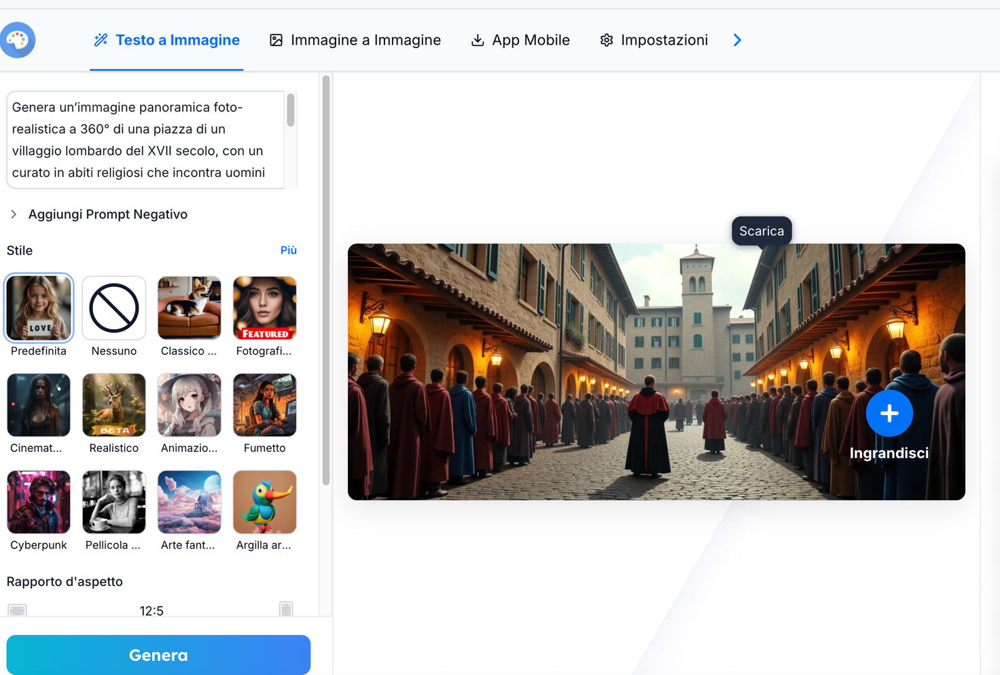 Testo a Immagine
Immagine a Immagine
App Mobile
Impostazioni
Genera un’immagine panoramica foto-
realistica a 360° di una piazza di un
villaggio lombardo del XVII secolo, con un
curato in abiti religiosi che incontra uomini
Aggiungi Prompt Negativo
Stile
Più
LOVE
FEATURED
Predefinita
Nessuno
Classico ...
Fotografi...
BETA
Cinemat...
Realistico
Animazio...
Fumetto
Cyberpunk
Pellicola ...
Arte fant...
Argilla ar...
Rapporto d'aspetto
12:5
Genera
Scarica
Ingrandisci